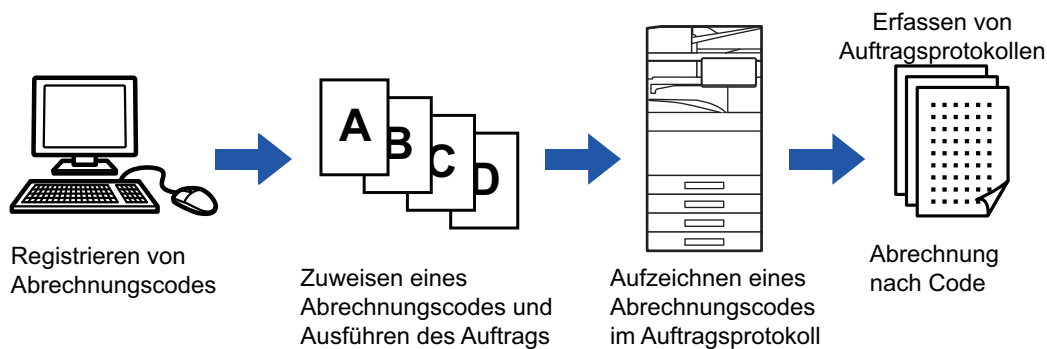 Registrieren von
Abrechnungscodes
A
B
C
D
Zuweisen eines
Abrechnungscodes und
Ausführen des Auftrags
Aufzeichnen eines
Abrechnungscodes
im Auftragsprotokoll
Erfassen von
Auftragsprotokollen
Abrechnung
nach Code